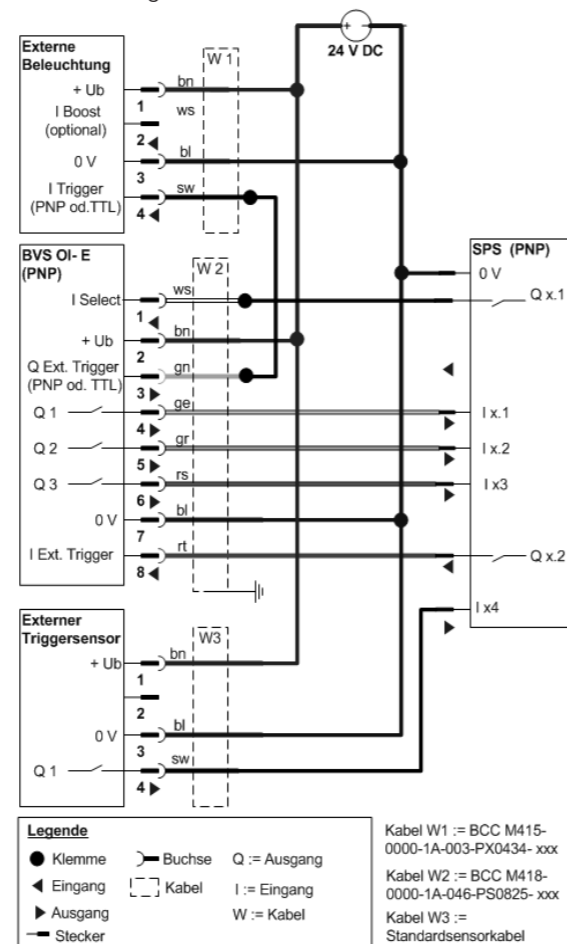 24 V DC
Externe
Beleuchtung
W 1
+ Ub
bn
1
I Boost
(optional)
ws
2
0 V
bl
3
I Trigger
(PNP od.TTL)
sw
4
BVS OI- E
(PNP)
W 2
SPS (PNP)
0 V
I Select
ws
Q x.1
1
+ Ub
bn
2
Q Ext. Trigger
(PNP od. TTL)
gn
3
Q 1
ge
I x.1
4
Q 2
gr
I x.2
5
Q 3
rs
I x3
6
0 V
bl
7
I Ext. Trigger
rt
Q x.2
8
I x4
Externer
Triggersensor
W3
+ Ub
bn
1
2
0 V
bl
3
Q 1
sw
4
Legende
Klemme
Buchse
Q := Ausgang
Eingang
Kabel
I := Eingang
Ausgang
W := Kabel
Stecker
Kabel W1 := BCC M415-
0000-1A-003-PX0434- xxx
Kabel W2 := BCC M418-
0000-1A-046-PS0825- xxx
Kabel W3 :=
Standardsensorkabel